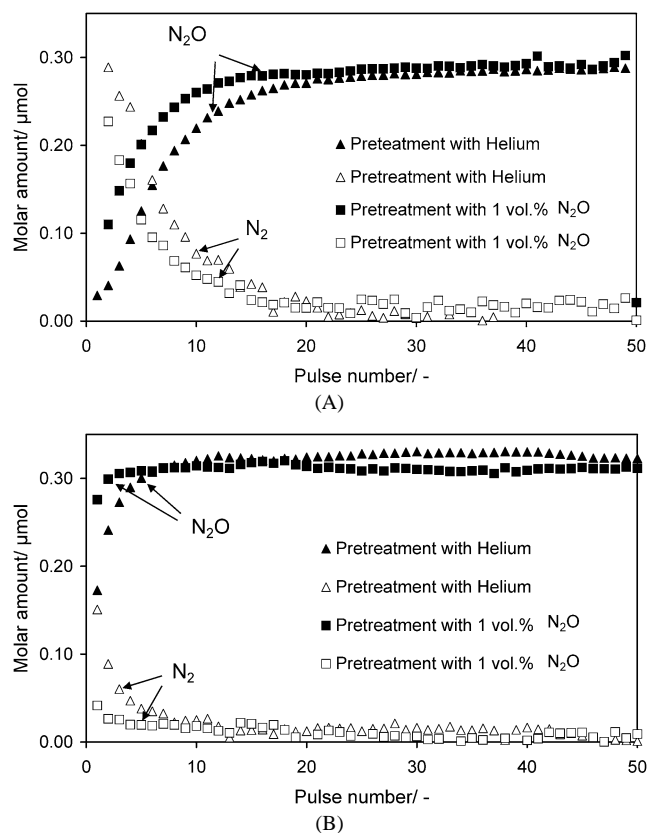 0.30
0.20
0.10
0.00
Molar amount/ µmol
N₂O
N₂
▲ Preteatment with Helium
△ Pretreatment with Helium
■ Pretreatment with 1 vol.% N₂O
□ Pretreatment with 1 vol.% N₂O
0 10 20 30 40 50
Pulse number/ -
(A)
0.30
0.20
0.10
0.00
Molar amount/ µmol
N₂O
N₂
▲ Pretreatment with Helium
△ Pretreatment with Helium
■ Pretreatment with 1 vol.% N₂O
□ Pretreatment with 1 vol.% N₂O
0 10 20 30 40 50
Pulse number/ -
(B)